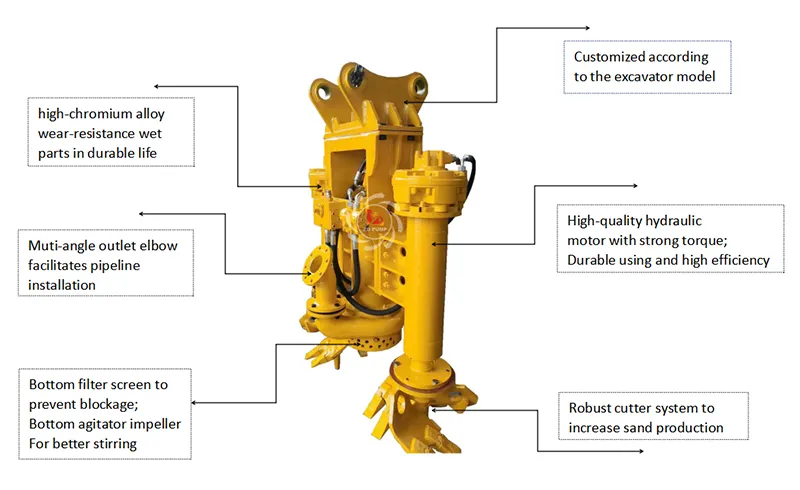 Customized according
to the excavator model
high-chromium alloy
wear-resistance wet
parts in durable life
High-quality hydraulic
motor with strong torque;
Durable using and high efficiency
Muti-angle outlet elbow
facilitates pipeline
installation
Bottom filter screen to
prevent blockage;
Bottom agitator impeller
For better stirring
Robust cutter system to
increase sand production
ZB PUMP